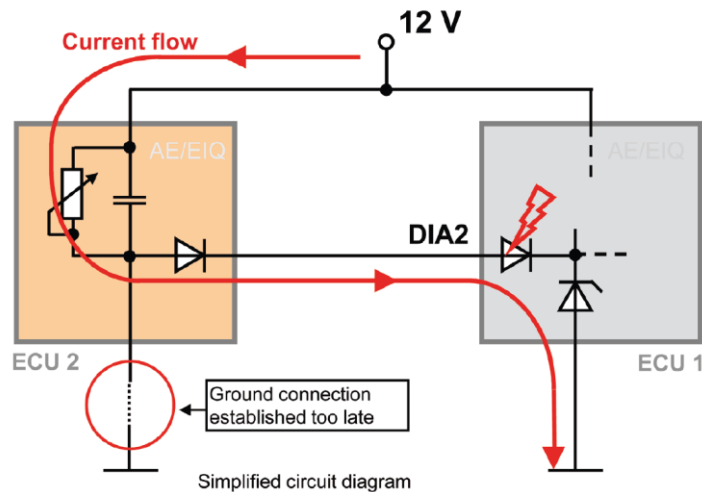 12 V
Current flow
AE/EIQ
AE/EIQ
DIA2
ECU 2
ECU 1
Ground connection
established too late
Simplified circuit diagram